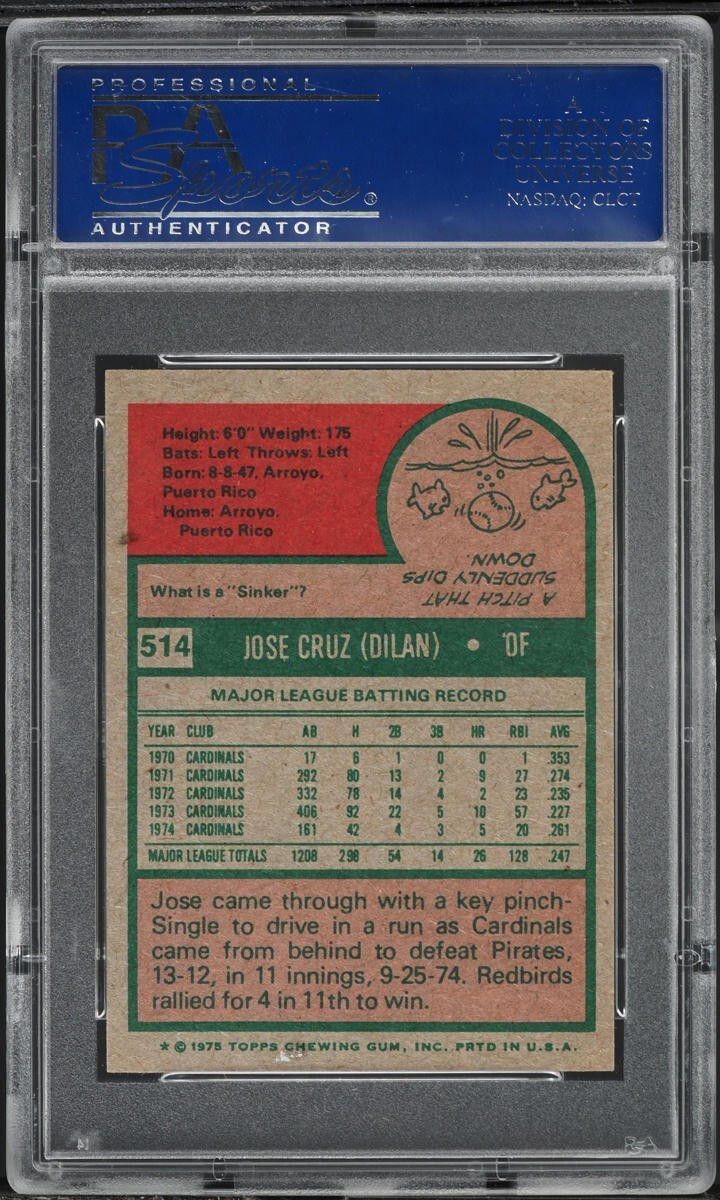 PROFESSIONAL
PSA
Sports®
AUTHENTICATOR
A
DIVISION OF
COLLECTORS
UNIVERSE
NASDAQ: CLCT
Height: 6'0" Weight: 175
Bats: Left Throws: Left
Born: 8-8-47, Arroyo,
Puerto Rico
Home: Arroyo,
Puerto Rico
What is a "Sinker"?
A PITCH THAT
SUDDENLY DIPS
DOWN.
514 JOSE CRUZ (DILAN) • OF
MAJOR LEAGUE BATTING RECORD
YEAR CLUB AB H 2B 3B HR RBI AVG
1970 CARDINALS 17 6 1 0 0 1 .353
1971 CARDINALS 292 80 13 2 9 27 .274
1972 CARDINALS 332 78 14 4 2 23 .235
1973 CARDINALS 406 92 22 5 10 57 .227
1974 CARDINALS 161 42 4 3 5 20 .261
MAJOR LEAGUE TOTALS 1208 298 54 14 26 128 .247
Jose came through with a key pinch-
Single to drive in a run as Cardinals
came from behind to defeat Pirates,
13-12, in 11 innings, 9-25-74. Redbirds
rallied for 4 in 11th to win.
* © 1975 TOPPS CHEWING GUM, INC. PRTD IN U.S.A.
PSA